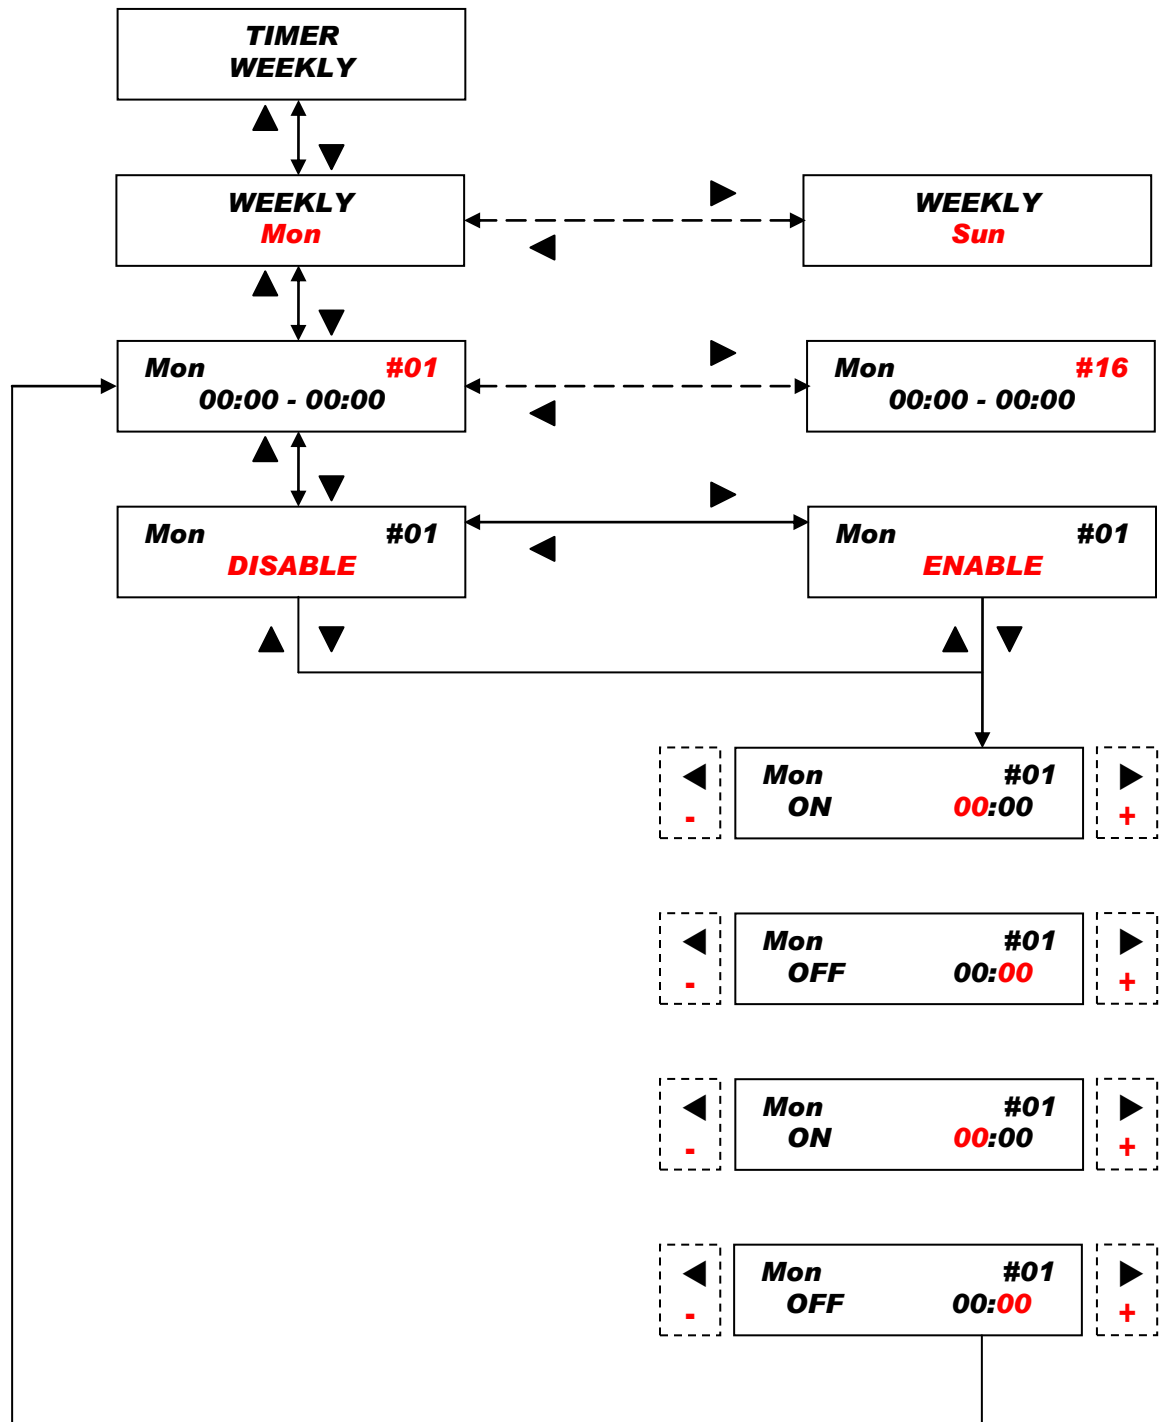 TIMER
WEEKLY
WEEKLY
Mon
WEEKLY
Sun
Mon #01
00:00 - 00:00
Mon #16
00:00 - 00:00
Mon #01
DISABLE
Mon #01
ENABLE
Mon #01
- ON 00:00 +
Mon #01
- OFF 00:00 +
Mon #01
- ON 00:00 +
Mon #01
- OFF 00:00 +